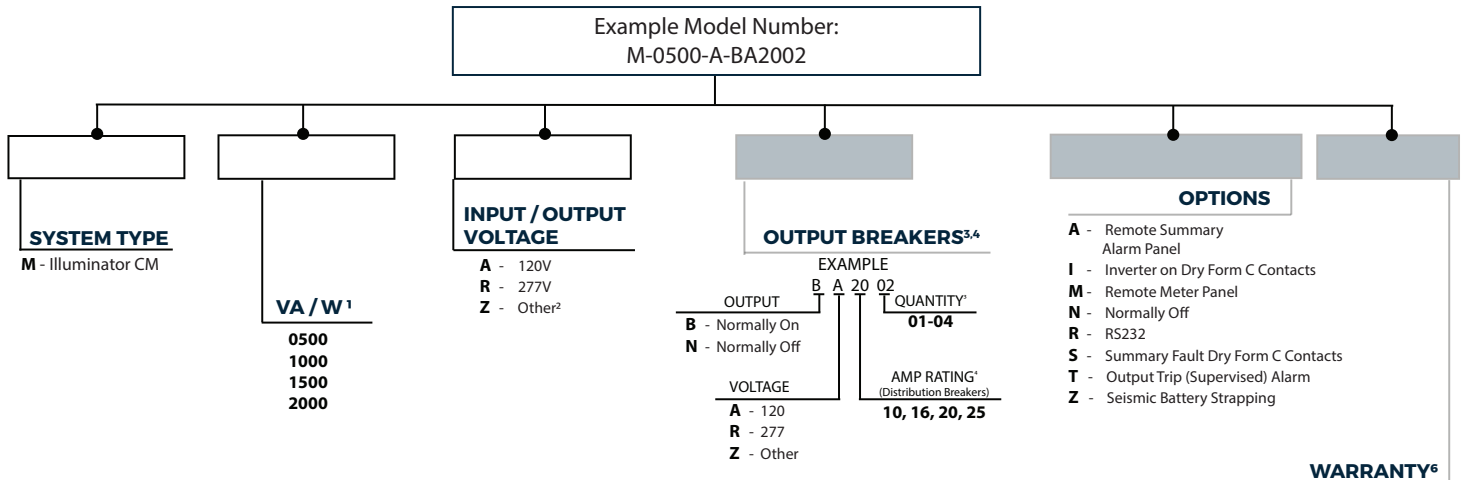 Example Model Number:
M-0500-A-BA2002
SYSTEM TYPE
M - Illuminator CM
VA / W ¹
0500
1000
1500
2000
INPUT / OUTPUT
VOLTAGE
A - 120V
R - 277V
Z - Other²
OUTPUT BREAKERS³,⁴
EXAMPLE
B A 20 02
OUTPUT
B - Normally On
N - Normally Off
QUANTITY³
01-04
VOLTAGE
A - 120
R - 277
Z - Other
AMP RATING⁴
(Distribution Breakers)
10, 16, 20, 25
OPTIONS
A - Remote Summary
Alarm Panel
I - Inverter on Dry Form C Contacts
M - Remote Meter Panel
N - Normally Off
R - RS232
S - Summary Fault Dry Form C Contacts
T - Output Trip (Supervised) Alarm
Z - Seismic Battery Strapping
WARRANTY⁶